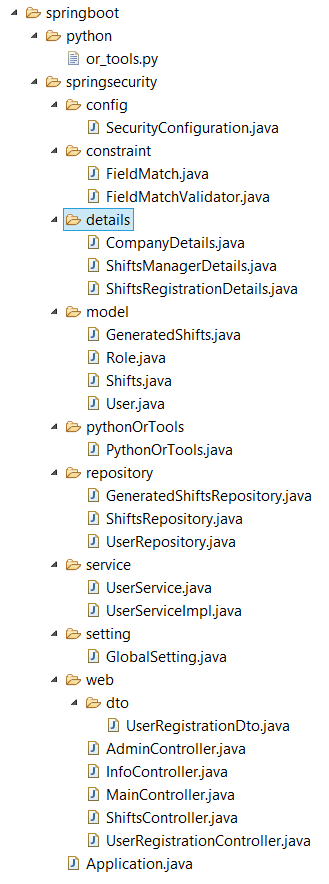 springboot
python
or_tools.py
springsecurity
config
SecurityConfiguration.java
constraint
FieldMatch.java
FieldMatchValidator.java
details
CompanyDetails.java
ShiftsManagerDetails.java
ShiftsRegistrationDetails.java
model
GeneratedShifts.java
Role.java
Shifts.java
User.java
pythonOrTools
PythonOrTools.java
repository
GeneratedShiftsRepository.java
ShiftsRepository.java
UserRepository.java
service
UserService.java
UserServiceImpl.java
setting
GlobalSetting.java
web
dto
UserRegistrationDto.java
AdminController.java
InfoController.java
MainController.java
ShiftsController.java
UserRegistrationController.java
Application.java